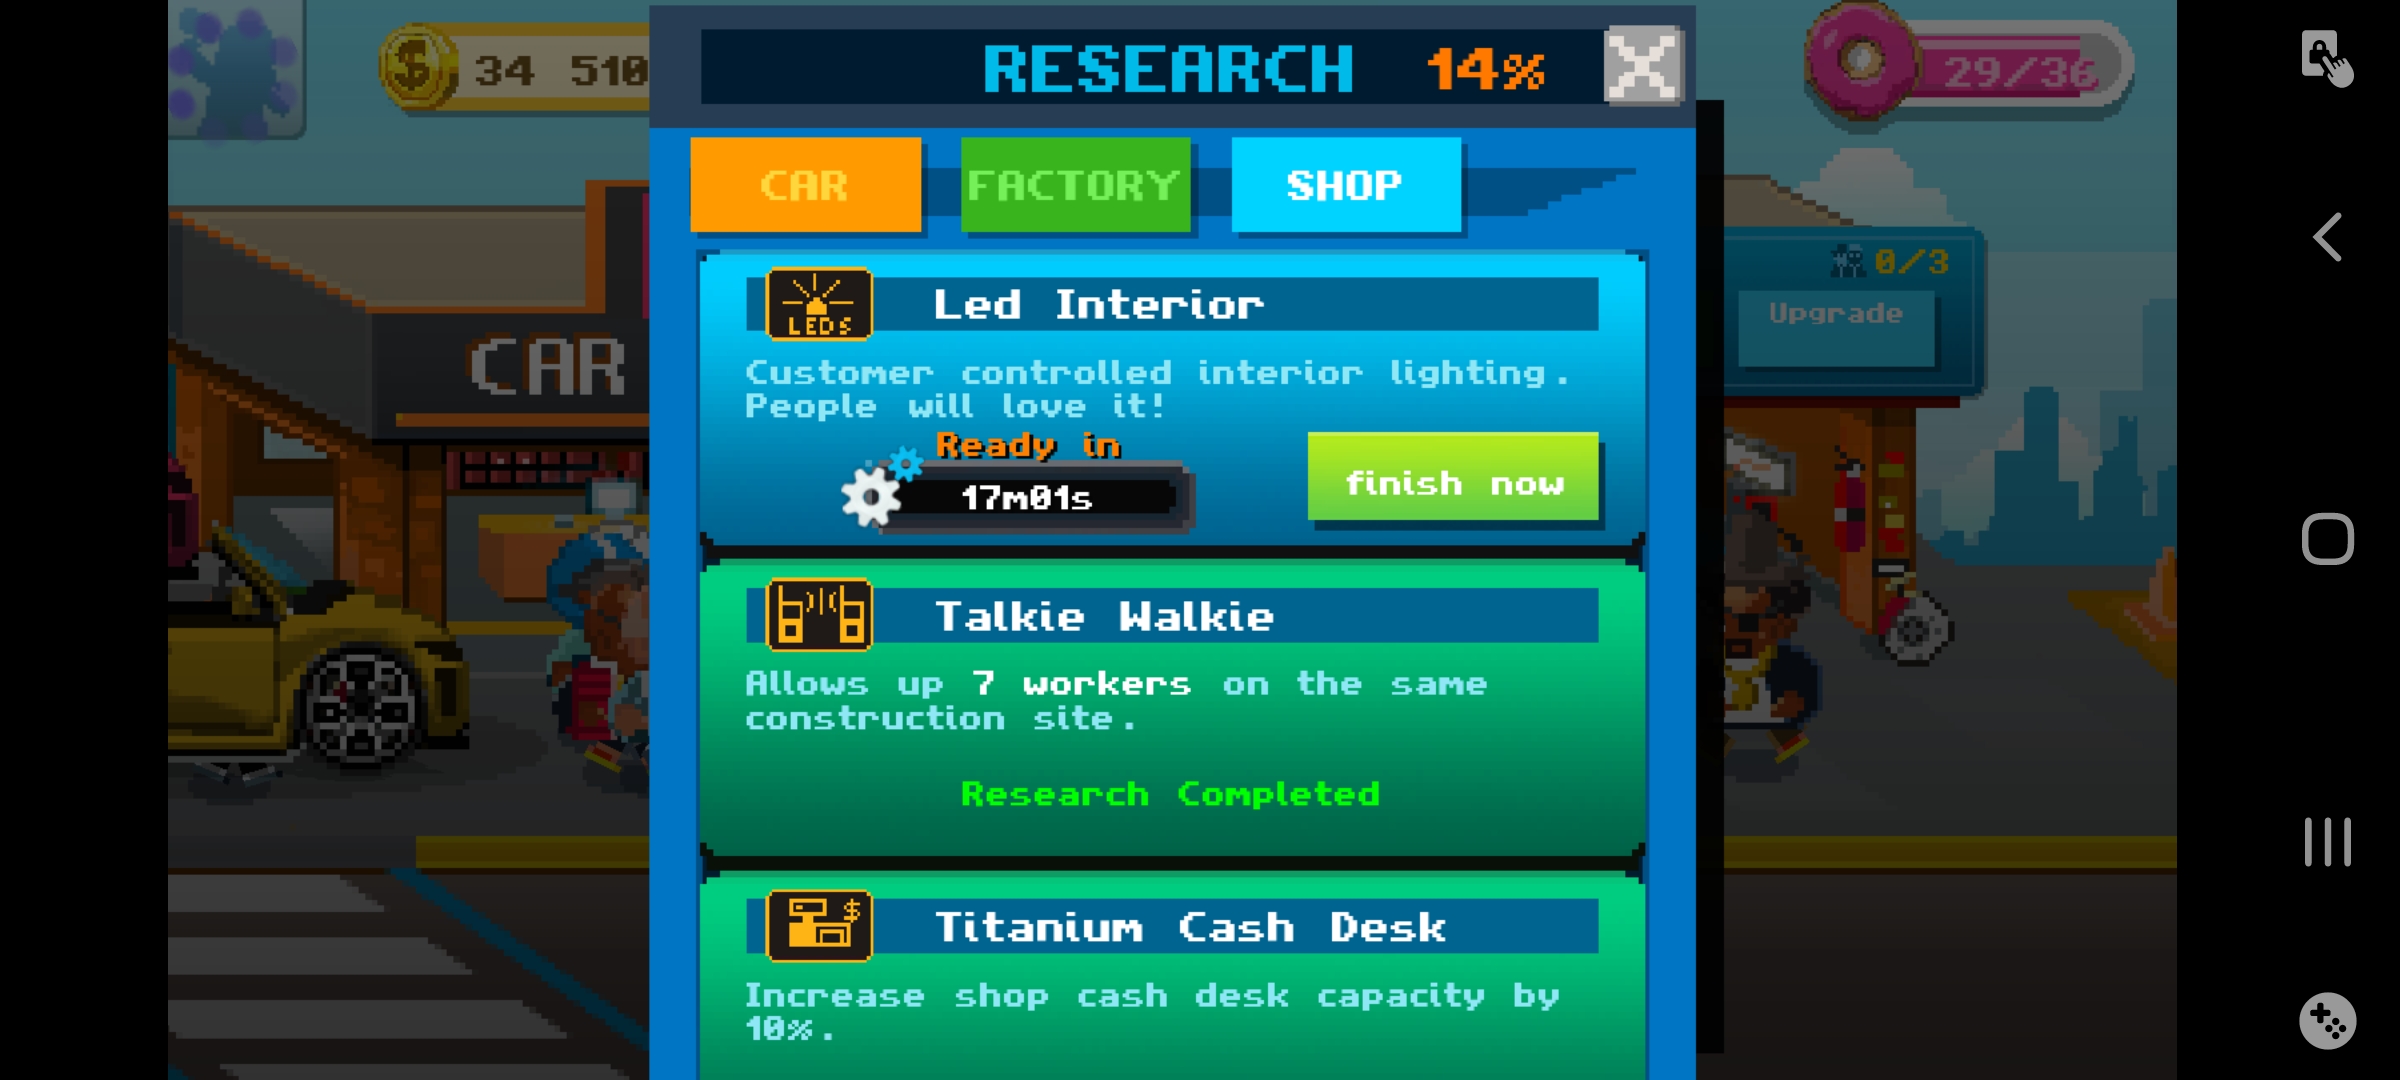 34 510
RESEARCH 14%
29/36
CAR
FACTORY
SHOP
0/3
Upgrade
LEDS
Led Interior
Customer controlled interior lighting.
People will love it!
Ready in
17m01s
finish now
CAR
Talkie Walkie
Allows up 7 workers on the same
construction site.
Research Completed
$
Titanium Cash Desk
Increase shop cash desk capacity by
10%.